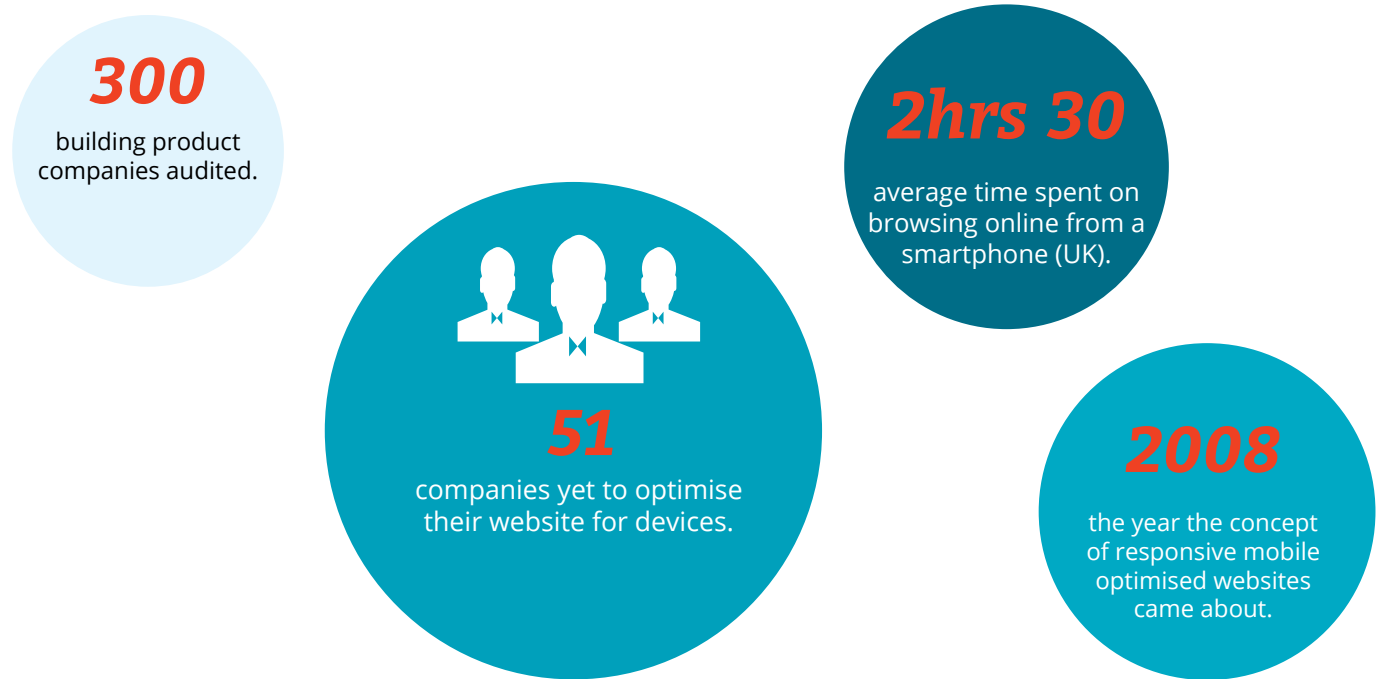 300
building product
companies audited.
2hrs 30
average time spent on
browsing online from a
smartphone (UK).
51
companies yet to optimise
their website for devices.
2008
the year the concept
of responsive mobile
optimised websites
came about.